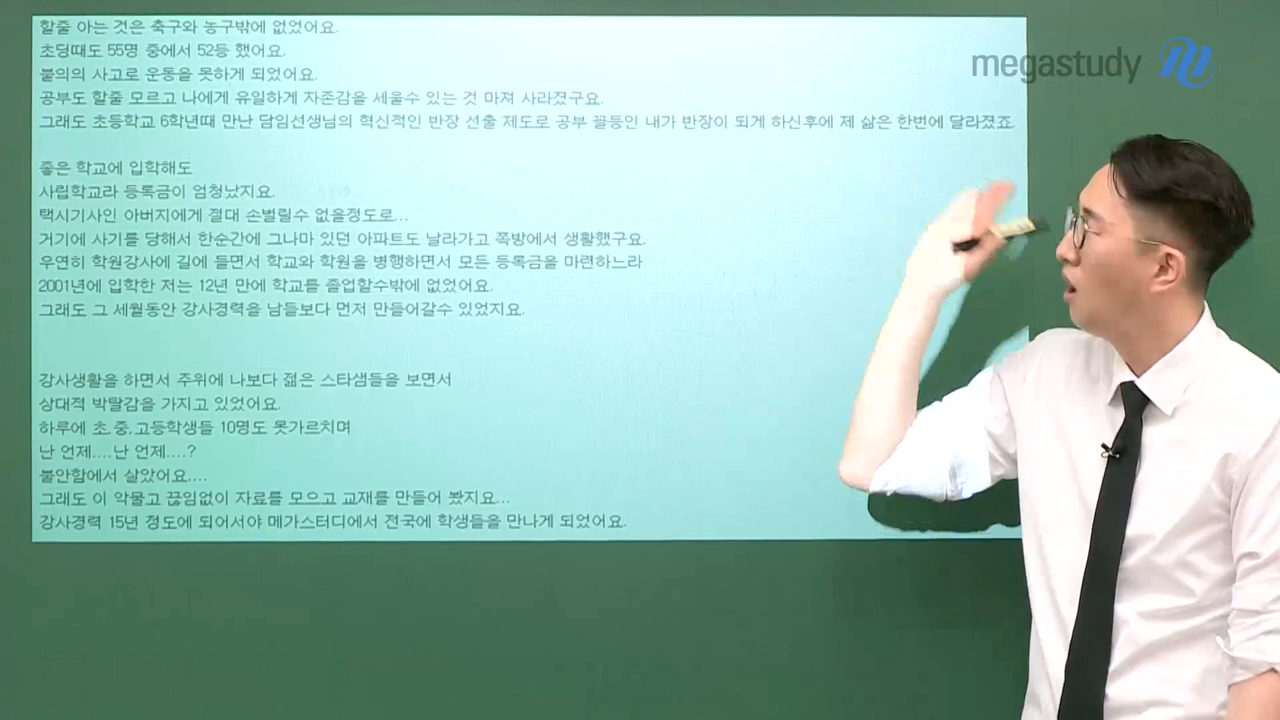 할줄 아는 것은 축구와 농구밖에 없었어요.
초딩때도 55명 중에서 52등 했어요.
불의의 사고로 운동을 못하게 되었어요.
공부도 할줄 모르고 나에게 유일하게 자존감을 세울수 있는 것 마져 사라졌구요.
그래도 초등학교 6학년때 만난 담임선생님의 혁신적인 반장 선출 제도로 공부 꼴등인 내가 반장이 되게 하신후에 제 삶은 한번에 달라졌죠.
좋은 학교에 입학해도
사립학교라 등록금이 엄청났지요.
택시기사인 아버지에게 절대 손벌릴수 없을정도로...
거기에 사기를 당해서 한순간에 그나마 있던 아파트도 날라가고 쪽방에서 생활했구요.
우연히 학원강사에 길에 들면서 학교와 학원을 병행하면서 모든 등록금을 마련하느라
2001년에 입학한 저는 12년 만에 학교를 졸업할수밖에 없었어요.
그래도 그 세월동안 강사경력을 남들보다 먼저 만들어갈수 있었지요.
강사생활을 하면서 주위에 나보다 젊은 스타샘들을 보면서
상대적 박탈감을 가지고 있었어요.
하루에 초,중,고등학생들 10명도 못가르치며
난 언제....난 언제....?
불안함에서 살았어요....
그래도 이 악물고 끊임없이 자료를 모으고 교재를 만들어 봤지요...
강사경력 15년 정도에 되어서야 메가스터디에서 전국에 학생들을 만나게 되었어요.
megastudy